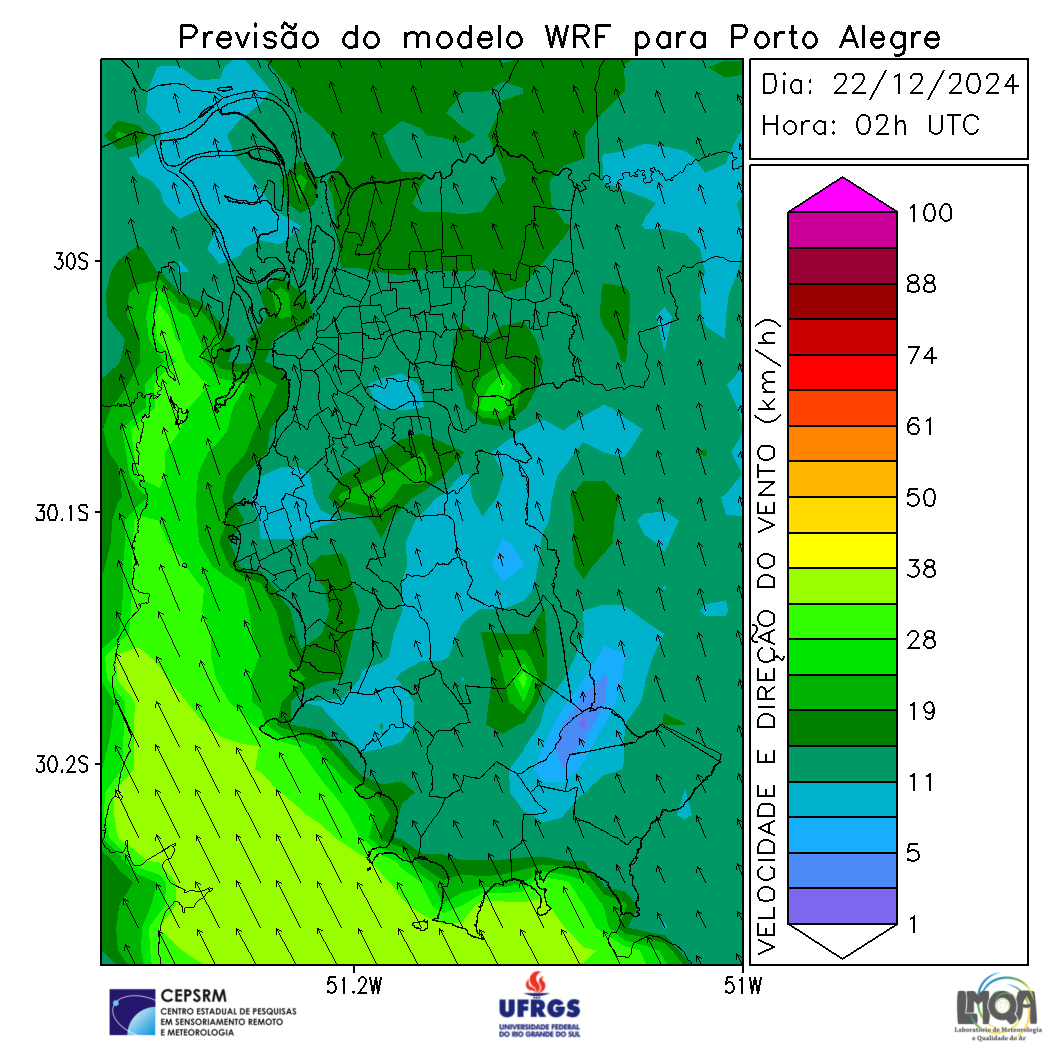 Previsão do modelo WRF para Porto Alegre
Dia: 22/12/2024
Hora: 02h UTC
30S
30.1S
30.2S
51.2W
51W
VELOCIDADE E DIREÇÃO DO VENTO (km/h)
100
88
74
61
50
38
28
19
11
5
1
CEPSRM
CENTRO ESTADUAL DE PESQUISAS
EM SENSORIAMENTO REMOTO
E METEOROLOGIA
UFRGS
UNIVERSIDADE FEDERAL
DO RIO GRANDE DO SUL
LMQA
Laboratório de Meteorologia
e Qualidade do Ar